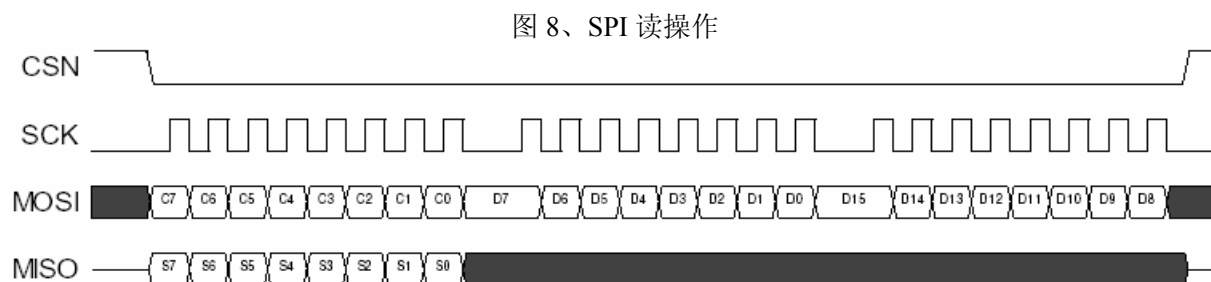 图 8、SPI 读操作
CSN
SCK
MOSI C7 C6 C5 C4 C3 C2 C1 C0 D7 D6 D5 D4 D3 D2 D1 D0 D15 D14 D13 D12 D11 D10 D9 D8
MISO S7 S6 S5 S4 S3 S2 S1 S0